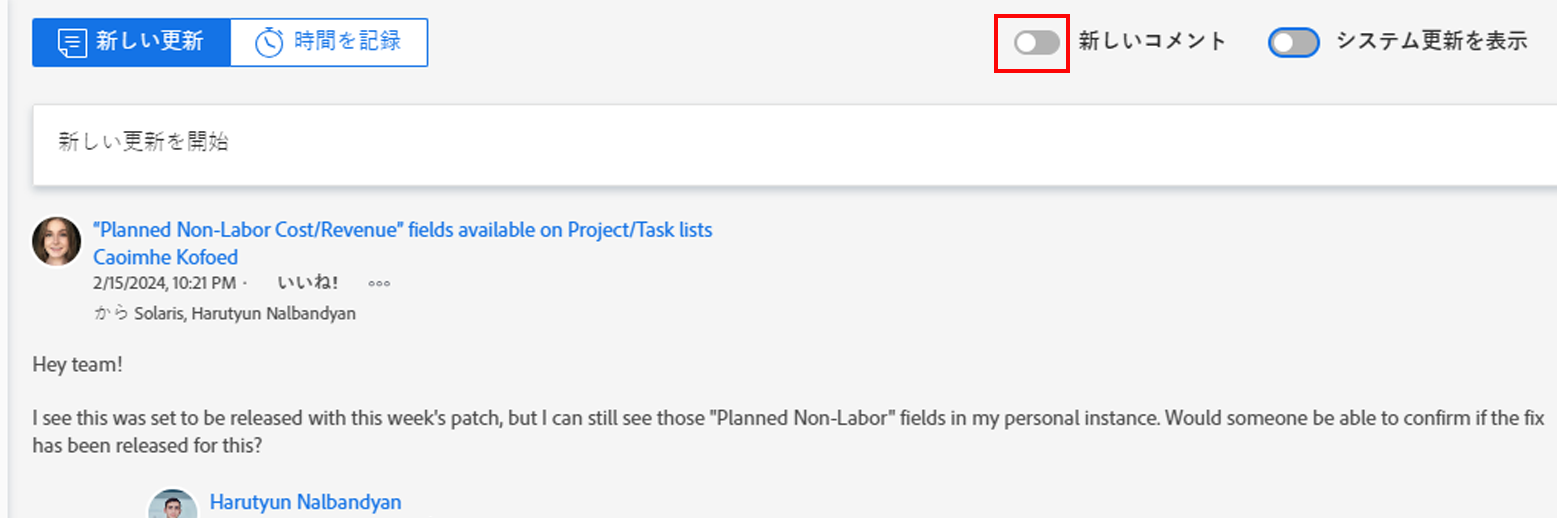 新しい更新 時間を記録 新しいコメント システム更新を表示
新しい更新を開始
"Planned Non-Labor Cost/Revenue" fields available on Project/Task lists
Caoimhe Kofoed
2/15/2024, 10:21 PM · いいね!
から Solaris, Harutyun Nalbandyan
Hey team!
I see this was set to be released with this week's patch, but I can still see those "Planned Non-Labor" fields in my personal instance. Would someone be able to confirm if the fix
has been released for this?
Harutyun Nalbandyan